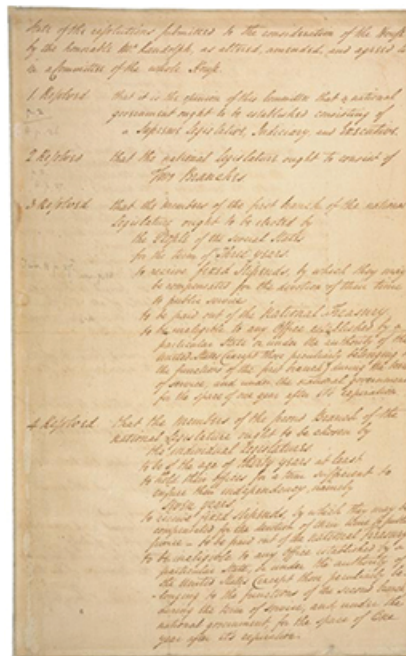 State of the resolutions submitted to the consideration of the House
by the honorable Mr. Randolph, as altered, amended, and agreed to
in a Committee of the whole House.
1 Resolved that it is the opinion of this Committee that a national
government ought to be established consisting of
a Supreme Legislative, Judiciary, and Executive.
2 Resolved that the national Legislature ought to consist of
Two Branches
3 Resolved that the members of the first branch of the national
Legislature ought to be elected by
the People of the several States
for the term of Three years.
to receive fixed stipends, by which they may
be compensated for the devotion of their time
to public service
to be paid out of the National Treasury
to be ineligible to any Office established by a
particular State or under the authority of the
United States (except those peculiarly belonging to
the functions of the first branch) during the term
of service, and under the national government
for the space of one year after its expiration.
4 Resolved that the members of the second Branch of the
national Legislature ought to be chosen by
the individual Legislatures
to be of the age of thirty years at least
to hold their offices for a term sufficient to
ensure their independency, namely
seven years
to receive fixed stipends, by which they may be
compensated for the devotion of their time to public
service - to be paid out of the National Treasury
to be ineligible to any Office established by a
particular State, or under the authority of
the United States (except those peculiarly be-
longing to the functions of the second branch)
during the term of service, and under the
national government, for the space of One
year after its expiration.